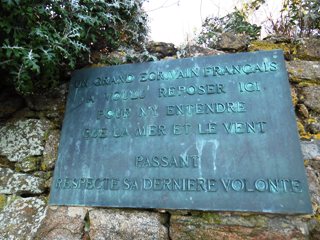 UN GRAND ÉCRIVAIN FRANÇAIS
A VOULU REPOSER ICI
POUR N'Y ENTENDRE
QUE LA MER ET LE VENT
PASSANT
RESPECTE SA DERNIERE VOLONTE